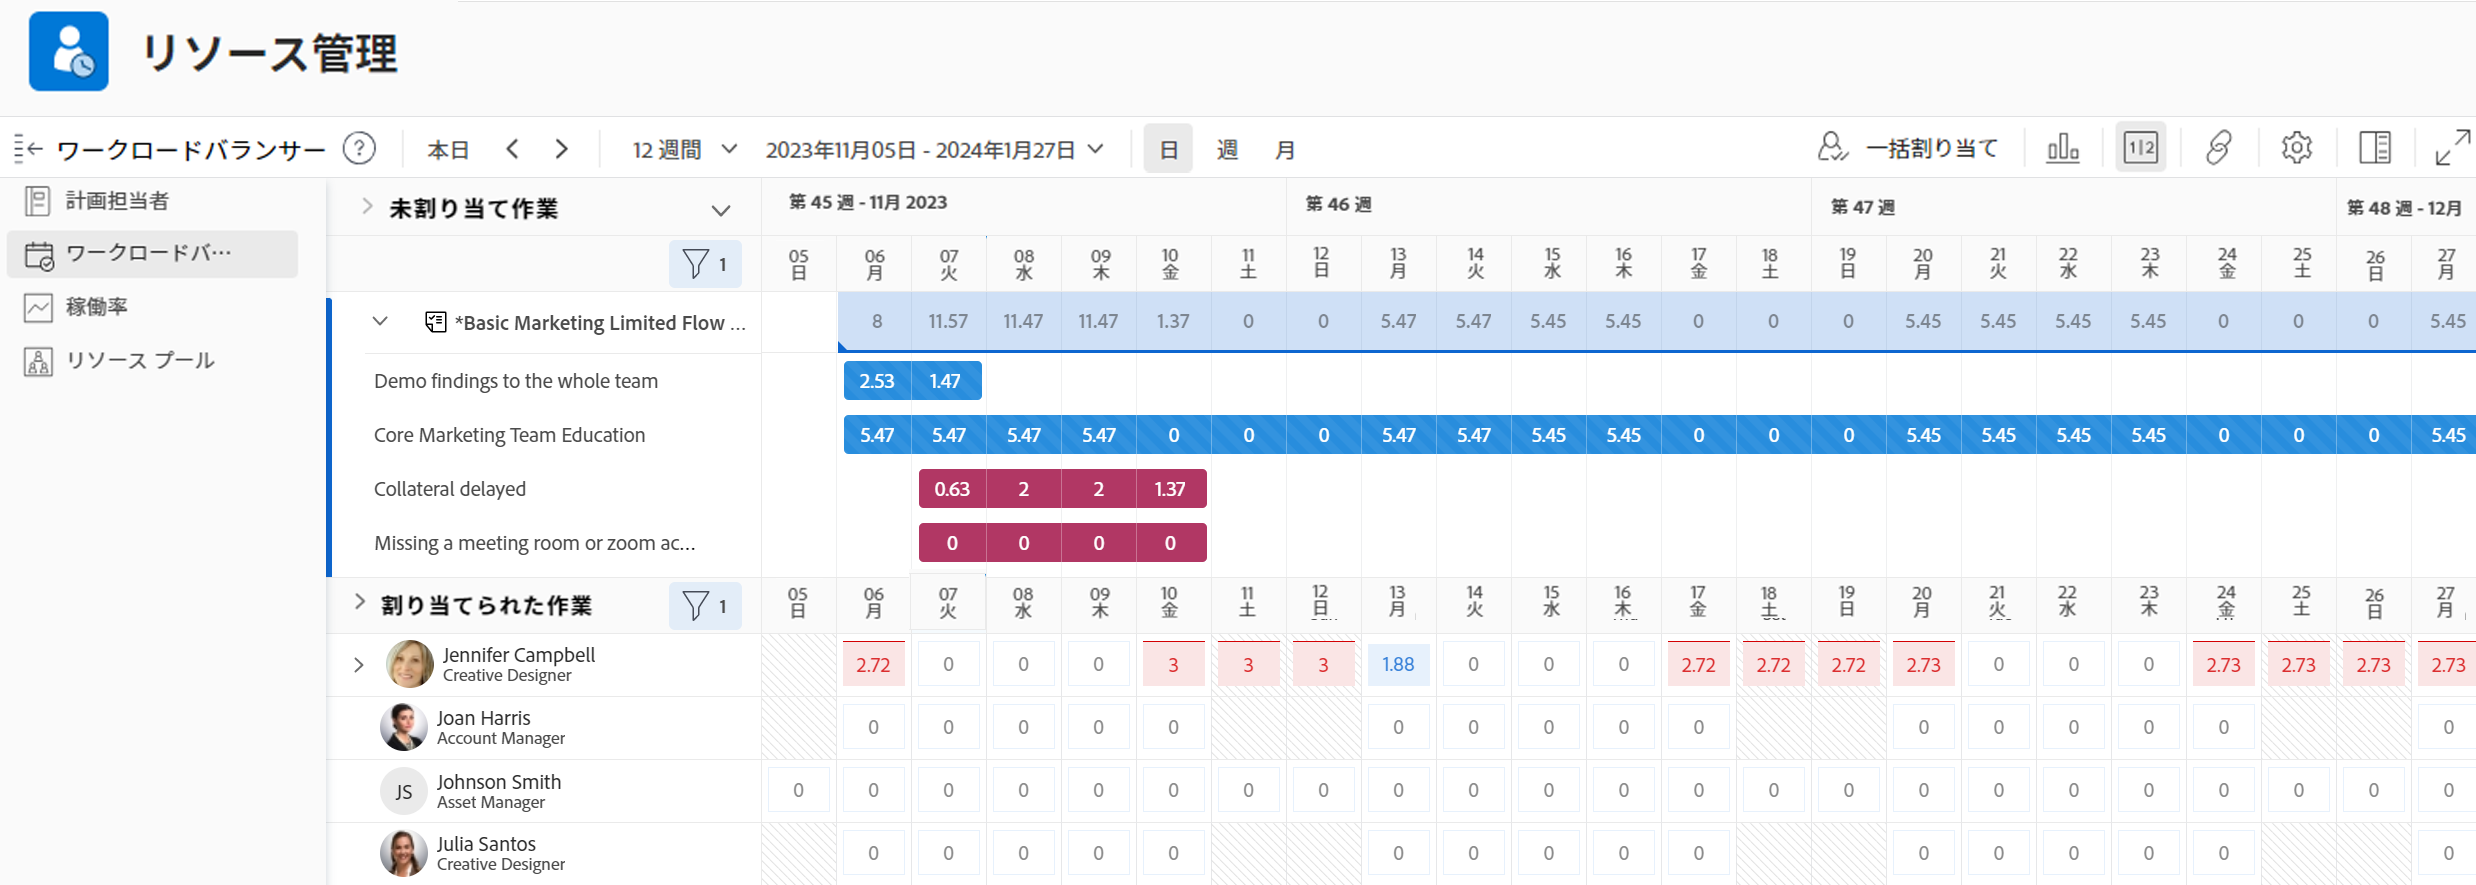 リソース管理
ワークロードバランサー ? 本日 12 週間 2023年11月05日 - 2024年1月27日 日 週 月 一括割り当て 1|2
計画担当者
ワークロードバ…
稼働率
リソース プール
未割り当て作業 第 45 週 - 11月 2023 第 46 週 第 47 週 第 48 週 - 12月
1 05 日 06 月 07 火 08 水 09 木 10 金 11 土 12 日 13 月 14 火 15 水 16 木 17 金 18 土 19 日 20 月 21 火 22 水 23 木 24 金 25 土 26 日 27 月
*Basic Marketing Limited Flow ... 8 11.57 11.47 11.47 1.37 0 0 5.47 5.47 5.45 5.45 0 0 0 5.45 5.45 5.45 5.45 0 0 0 5.45
Demo findings to the whole team 2.53 1.47
Core Marketing Team Education 5.47 5.47 5.47 5.47 0 0 0 5.47 5.47 5.45 5.45 0 0 0 5.45 5.45 5.45 5.45 0 0 0 5.45
Collateral delayed 0.63 2 2 1.37
Missing a meeting room or zoom ac... 0 0 0 0
割り当てられた作業 1 05 日 06 月 07 火 08 水 09 木 10 金 11 土 12 日 13 月 14 火 15 水 16 木 17 金 18 土 19 日 20 月 21 火 22 水 23 木 24 金 25 土 26 日 27 月
Jennifer Campbell 2.72 0 0 0 3 3 3 1.88 0 0 0 2.72 2.72 2.72 2.73 0 0 0 2.73 2.73 2.73 2.73
Creative Designer
Joan Harris 0 0 0 0 0 0 0 0 0 0 0 0 0 0 0 0
Account Manager
JS Johnson Smith 0 0 0 0 0 0 0 0 0 0 0 0 0 0 0 0 0 0 0 0 0 0 0
Asset Manager
Julia Santos 0 0 0 0 0 0 0 0 0 0 0 0 0 0 0 0
Creative Designer